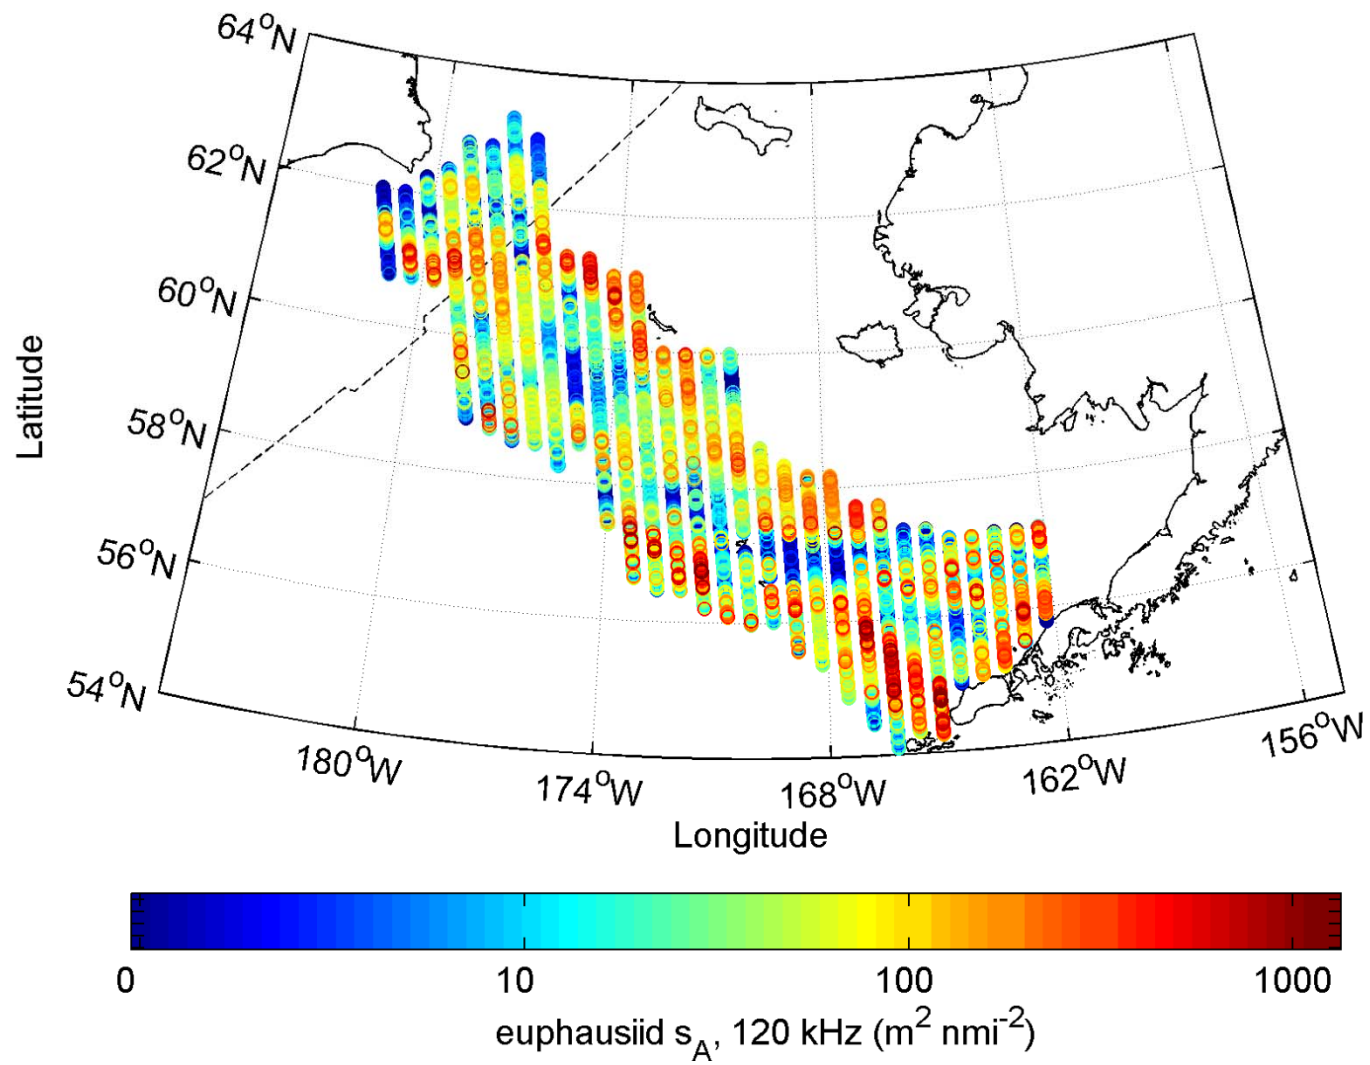 64°N
62°N
60°N
58°N
56°N
54°N
Latitude
180°W
174°W
168°W
162°W
156°W
Longitude
0 10 100 1000
euphausiid s_A, 120 kHz (m² nmi⁻²)